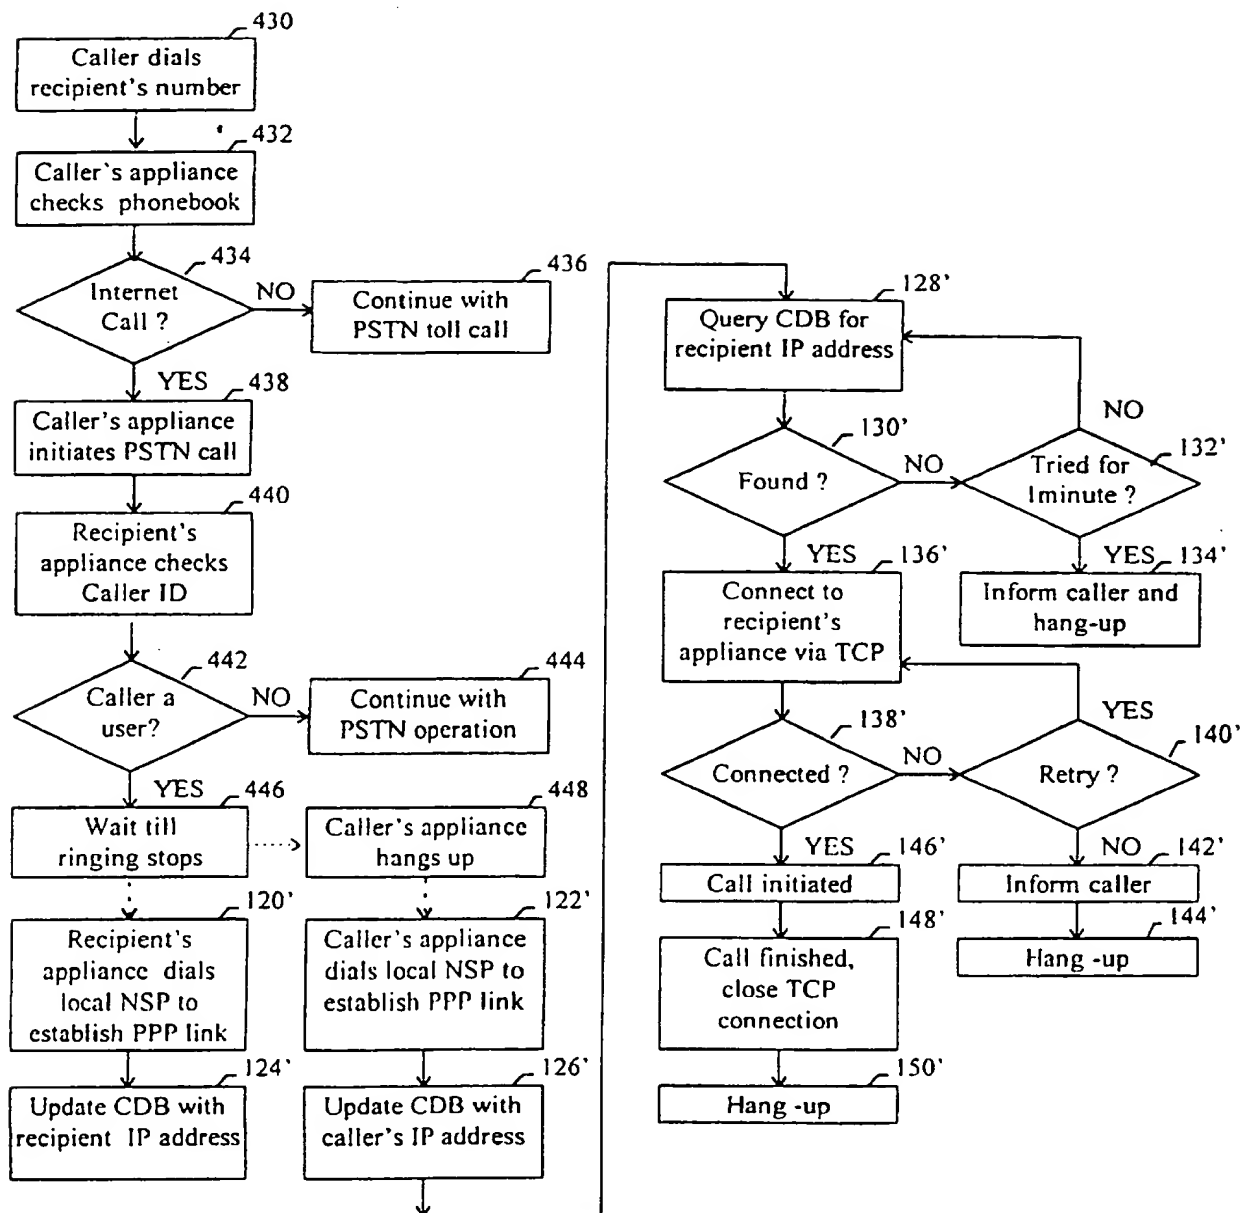 430
Caller dials
recipient's number
432
Caller's appliance
checks phonebook
434
Internet
Call ?
NO
436
Continue with
PSTN toll call
YES
438
Caller's appliance
initiates PSTN call
440
Recipient's
appliance checks
Caller ID
442
Caller a
user?
NO
444
Continue with
PSTN operation
YES
446
Wait till
ringing stops
448
Caller's appliance
hangs up
120'
Recipient's
appliance dials
local NSP to
establish PPP link
122'
Caller's appliance
dials local NSP to
establish PPP link
124'
Update CDB with
recipient IP address
126'
Update CDB with
caller's IP address
128'
Query CDB for
recipient IP address
130'
Found ?
NO
132'
Tried for
1minute ?
NO
YES
134'
Inform caller and
hang-up
YES
136'
Connect to
recipient's
appliance via TCP
138'
Connected ?
NO
140'
Retry ?
YES
NO
142'
Inform caller
144'
Hang -up
YES
146'
Call initiated
148'
Call finished,
close TCP
connection
150'
Hang -up